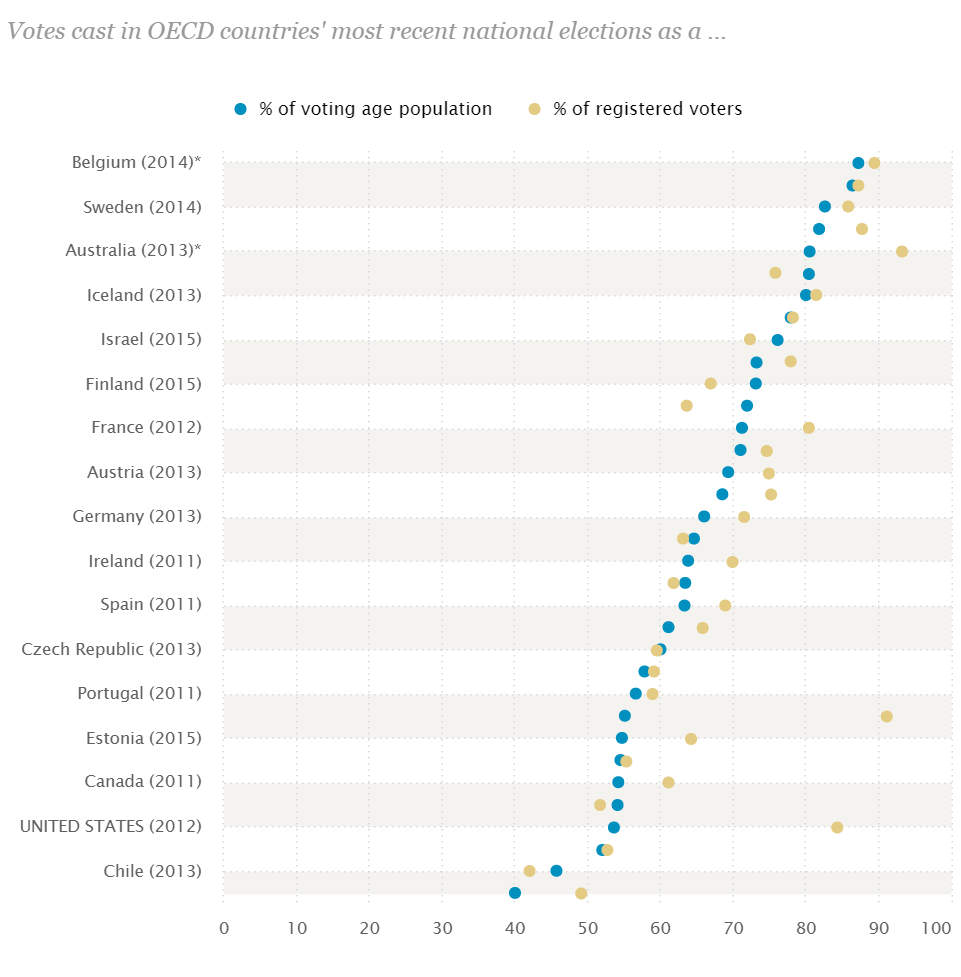 Votes cast in OECD countries' most recent national elections as a ...
% of voting age population % of registered voters
Belgium (2014)*
Sweden (2014)
Australia (2013)*
Iceland (2013)
Israel (2015)
Finland (2015)
France (2012)
Austria (2013)
Germany (2013)
Ireland (2011)
Spain (2011)
Czech Republic (2013)
Portugal (2011)
Estonia (2015)
Canada (2011)
UNITED STATES (2012)
Chile (2013)
0 10 20 30 40 50 60 70 80 90 100